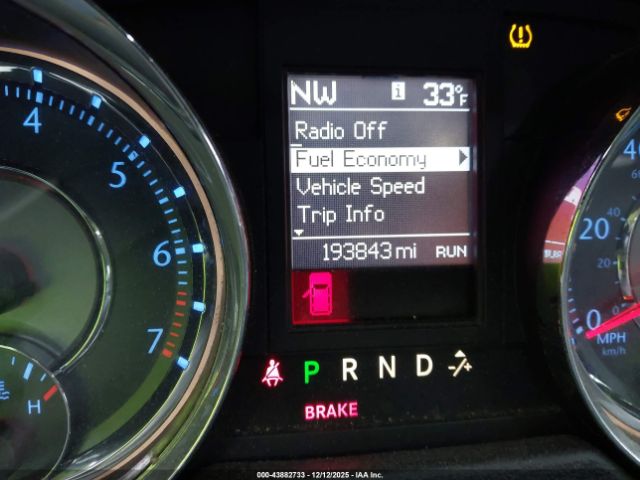 NW i 33°F
Radio Off
Fuel Economy
Vehicle Speed
Trip Info
193843 mi RUN
P R N D
BRAKE
4
5
6
7
H
40
20
0
MPH
km/h
000-43882733 - 12/12/2025 - IAA Inc.